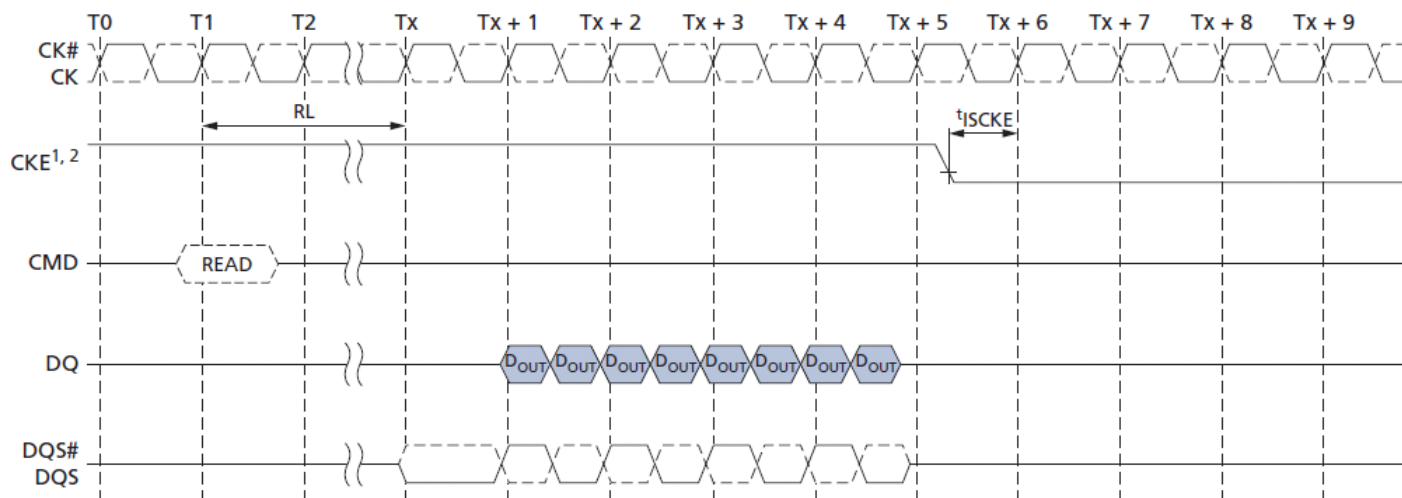 T0 T1 T2 Tx Tx + 1 Tx + 2 Tx + 3 Tx + 4 Tx + 5 Tx + 6 Tx + 7 Tx + 8 Tx + 9
CK#
CK
RL
tISCKE
CKE1, 2
CMD READ
DQ DOUT DOUT DOUT DOUT DOUT DOUT DOUT DOUT
DQS#
DQS